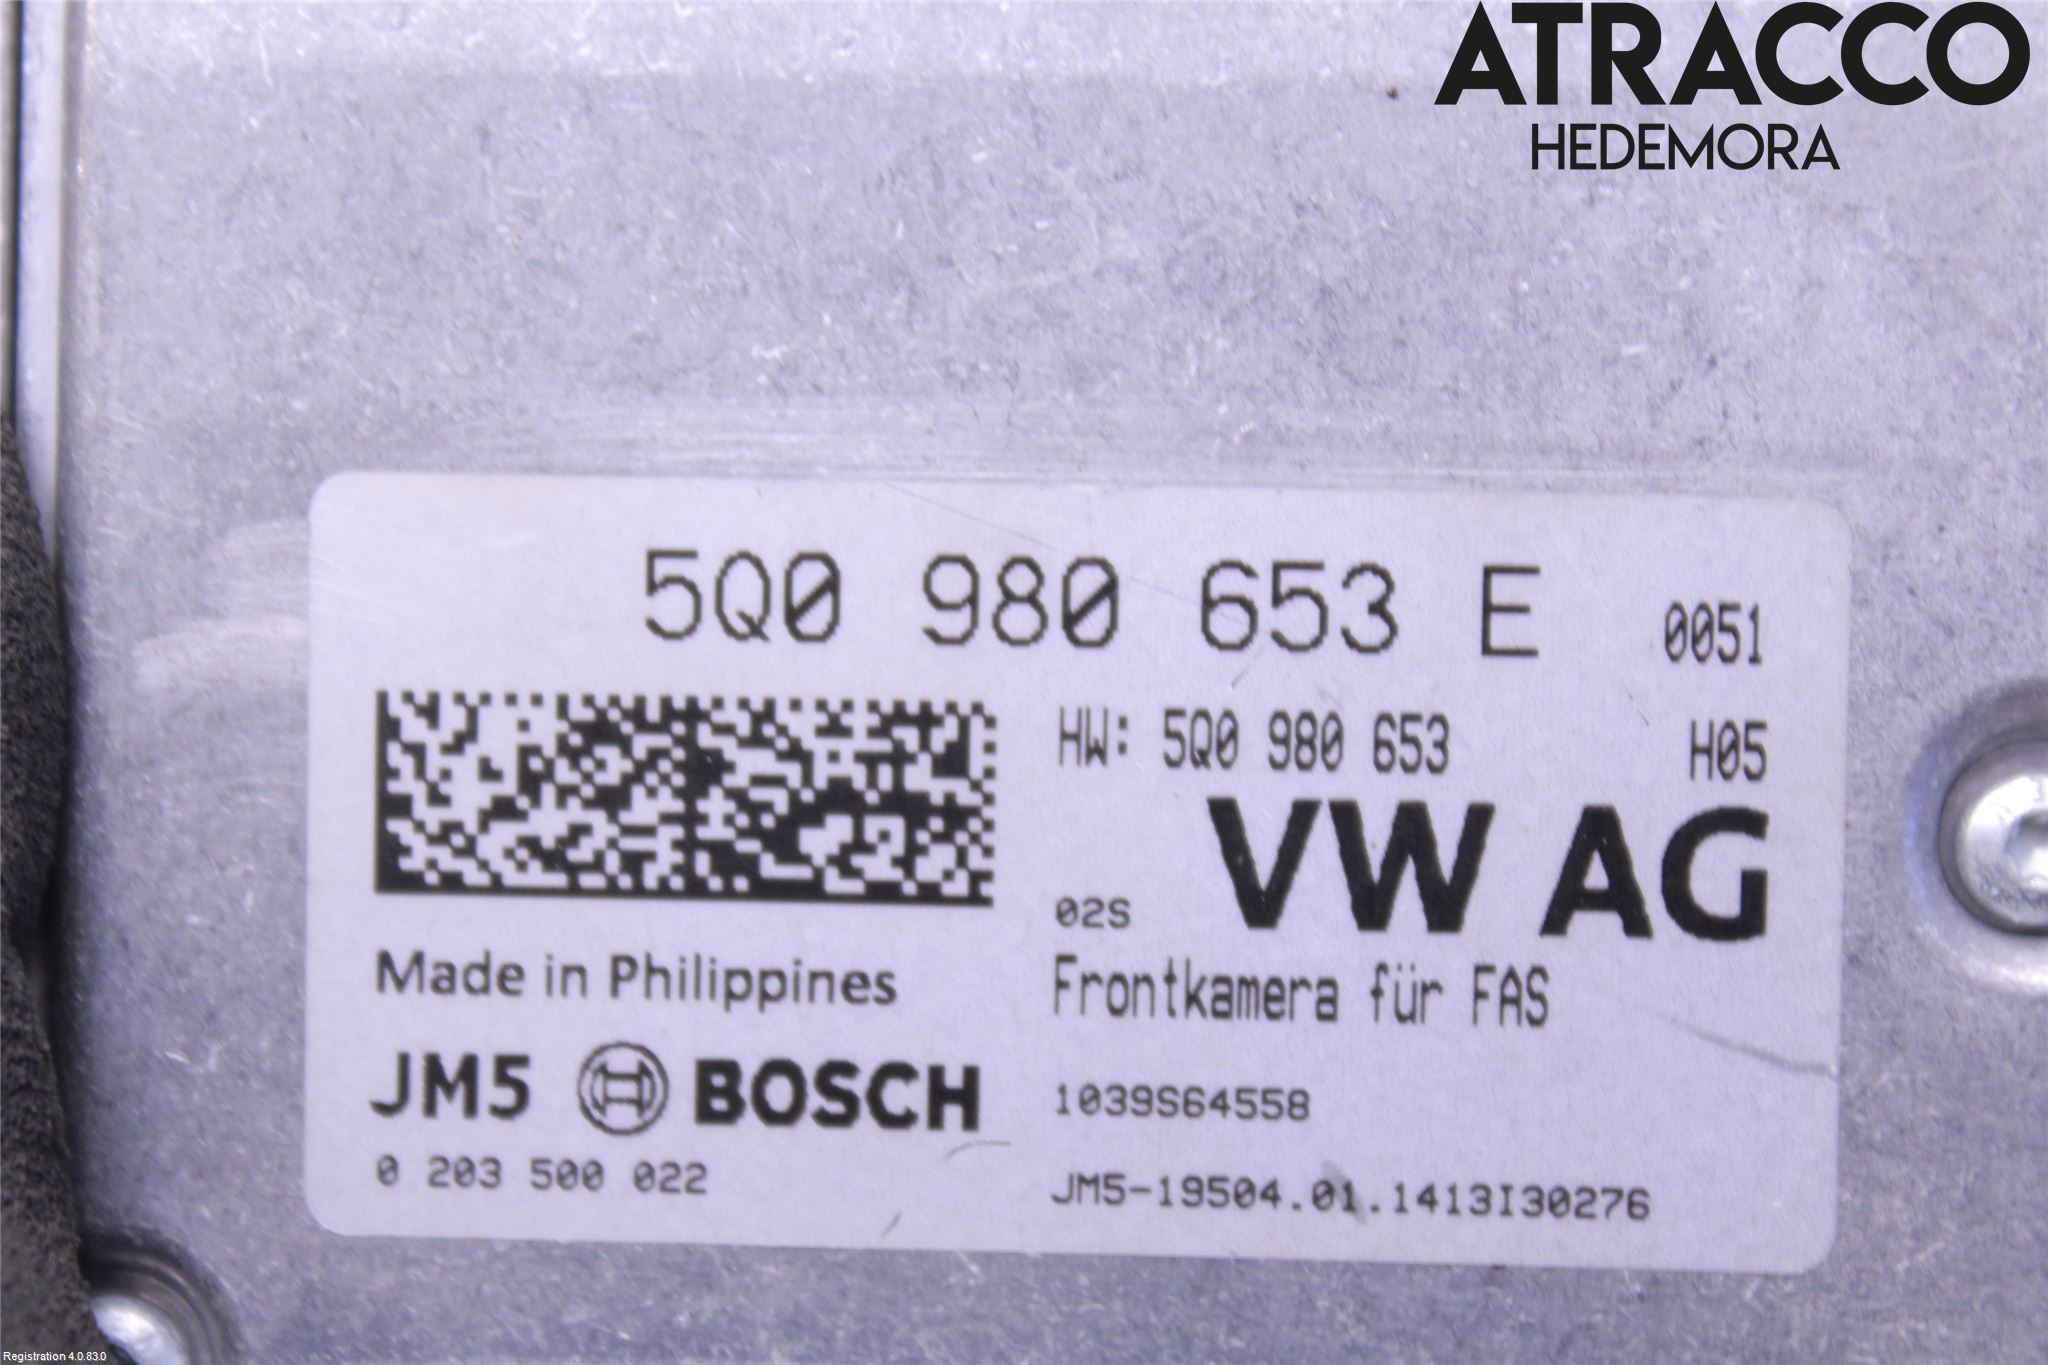 ATRACCO
HEDEMORA
5Q0 980 653 E 0051
HW: 5Q0 980 653 H05
02S VW AG
Made in Philippines
Frontkamera für FAS
JM5 BOSCH
1039S64558
0 203 500 022
JM5-19504.01.1413I30276
Registration 4.0.83.0